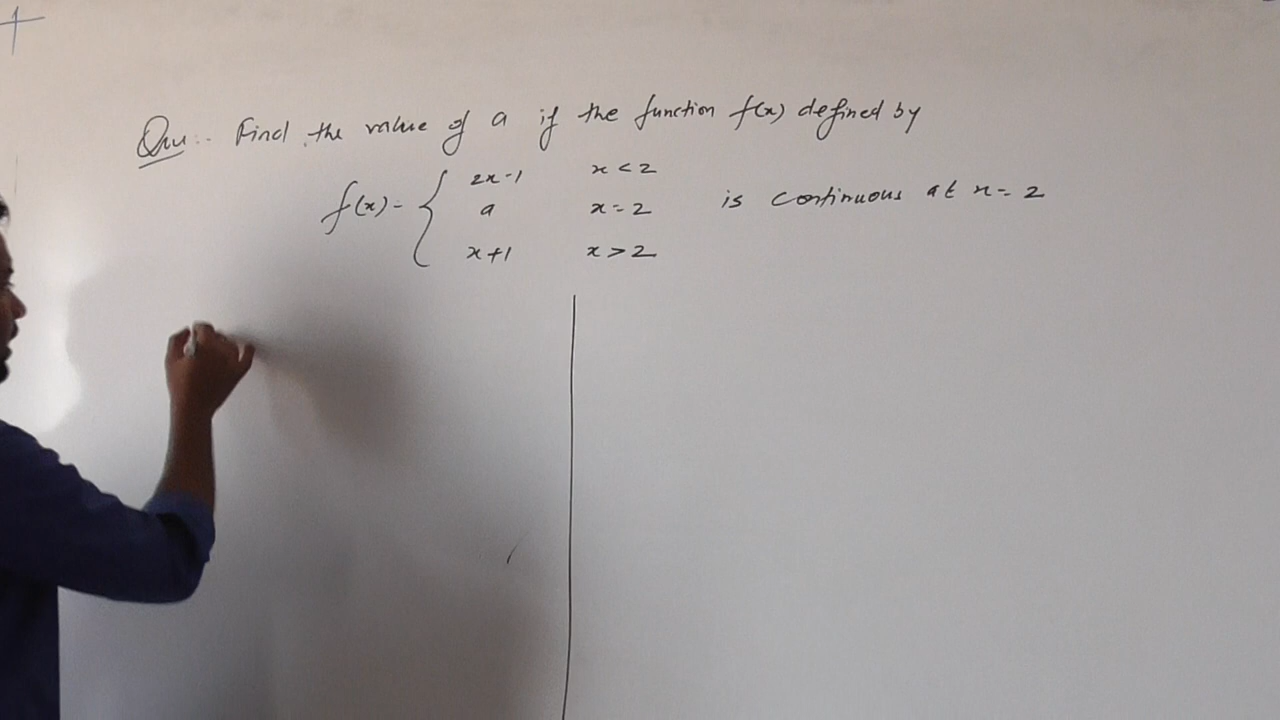 Qus:- Find the value of a if the function f(x) defined by
f(x) = { 2x-1 x < 2
a x = 2 is continuous at x = 2
x+1 x > 2